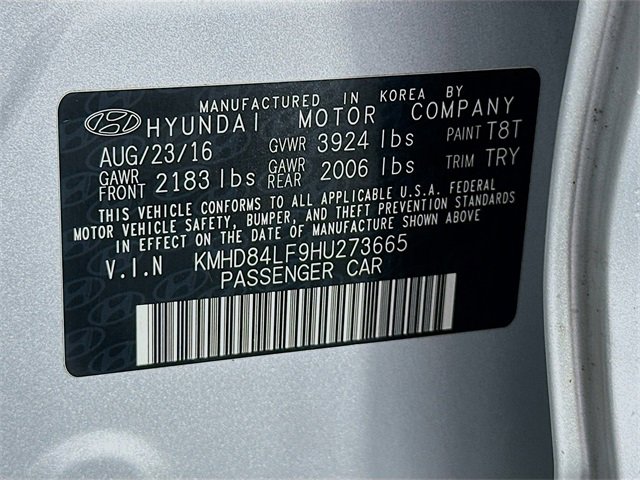 MANUFACTURED IN KOREA BY
HYUNDAI MOTOR COMPANY
AUG/23/16 GVWR 3924 lbs PAINT T8T
GAWR FRONT 2183 lbs GAWR REAR 2006 lbs TRIM TRY
THIS VEHICLE CONFORMS TO ALL APPLICABLE U.S.A. FEDERAL
MOTOR VEHICLE SAFETY, BUMPER, AND THEFT PREVENTION STANDARDS
IN EFFECT ON THE DATE OF MANUFACTURE SHOWN ABOVE.
V.I.N KMHD84LF9HU273665
PASSENGER CAR